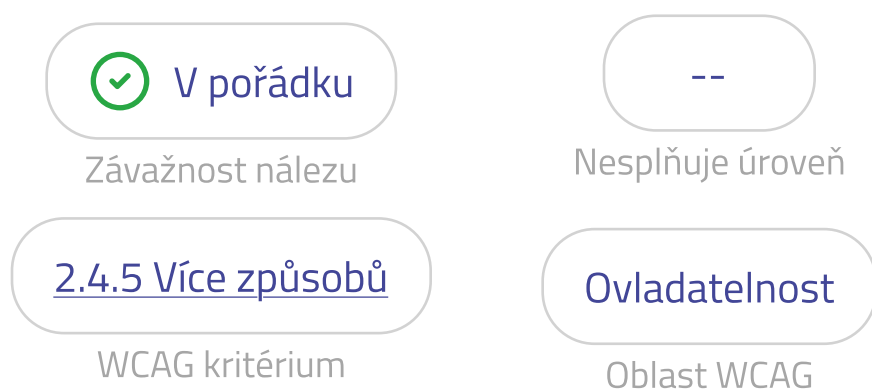 V pořádku
Závažnost nálezu
--
Nesplňuje úroveň
2.4.5 Více způsobů
WCAG kritérium
Ovladatelnost
Oblast WCAG